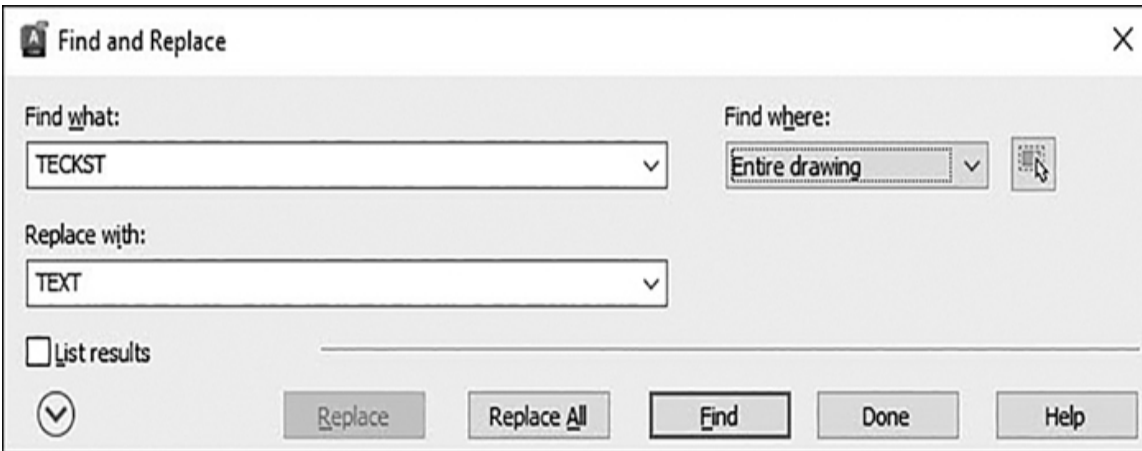 Find and Replace
Find what:
Find where:
TECKST
Entire drawing
Replace with:
TEXT
List results
Replace
Replace All
Find
Done
Help